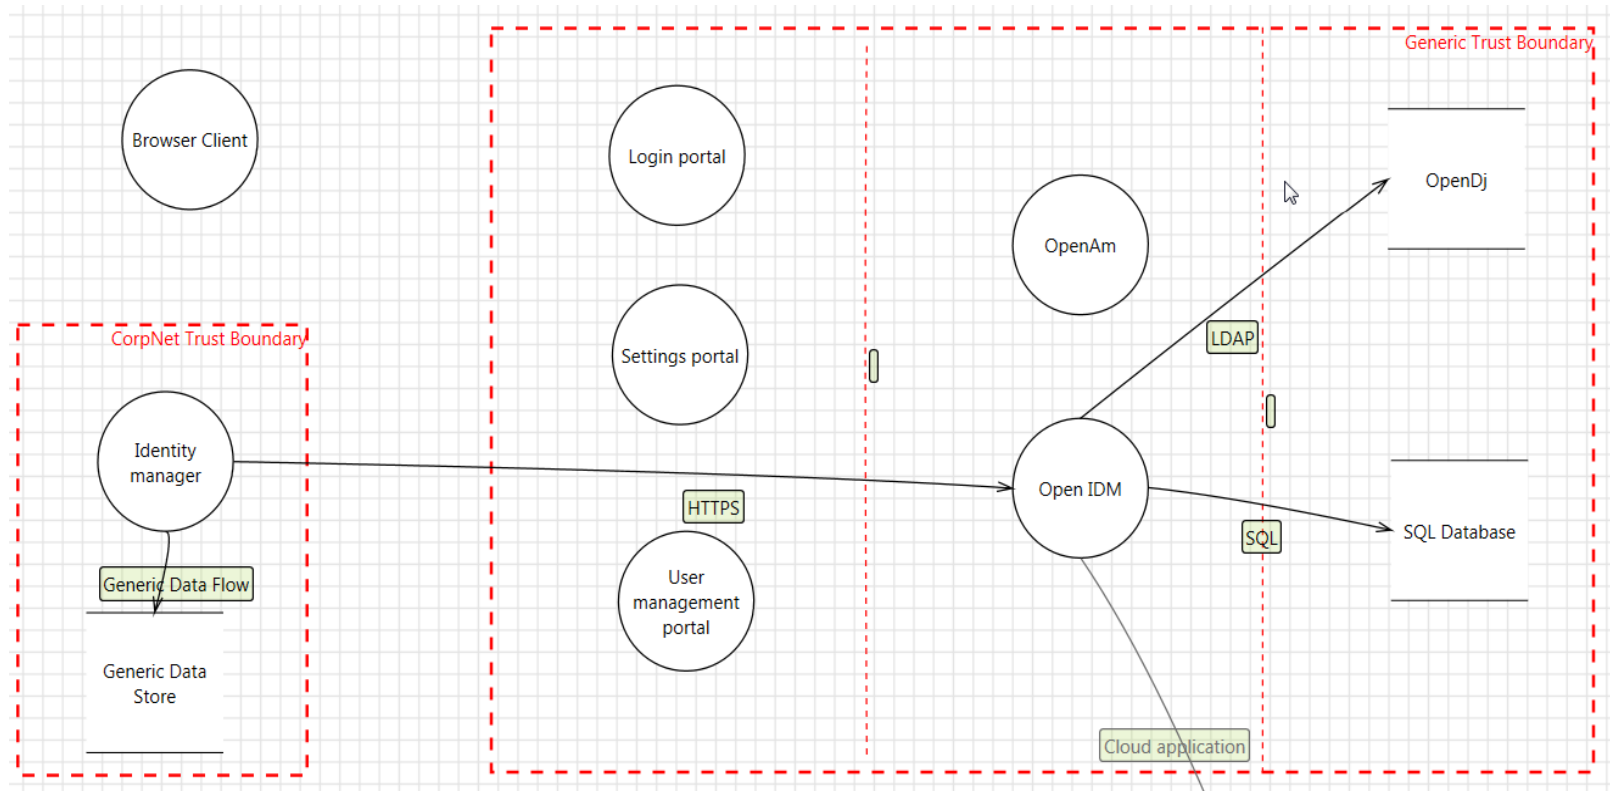 Generic Trust Boundary
Browser Client
Login portal
OpenDj
OpenAm
CorpNet Trust Boundary
LDAP
Settings portal
Identity
manager
Open IDM
HTTPS
SQL
SQL Database
Generic Data Flow
User
management
portal
Generic Data
Store
Cloud application